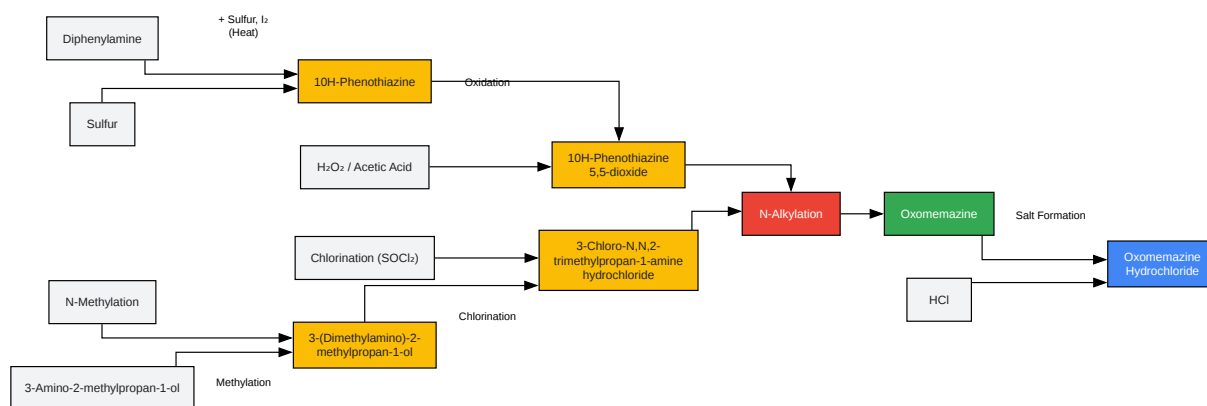 Diphenylamine
+ Sulfur, I₂
(Heat)
10H-Phenothiazine
Oxidation
Sulfur
H₂O₂ / Acetic Acid
10H-Phenothiazine
5,5-dioxide
N-Alkylation
Oxomemazine
Salt Formation
Chlorination (SOCl₂)
3-Chloro-N,N,2-
trimethylpropan-1-amine
hydrochloride
Oxomemazine
Hydrochloride
N-Methylation
HCl
Chlorination
3-(Dimethylamino)-2-
methylpropan-1-ol
3-Amino-2-methylpropan-1-ol
Methylation